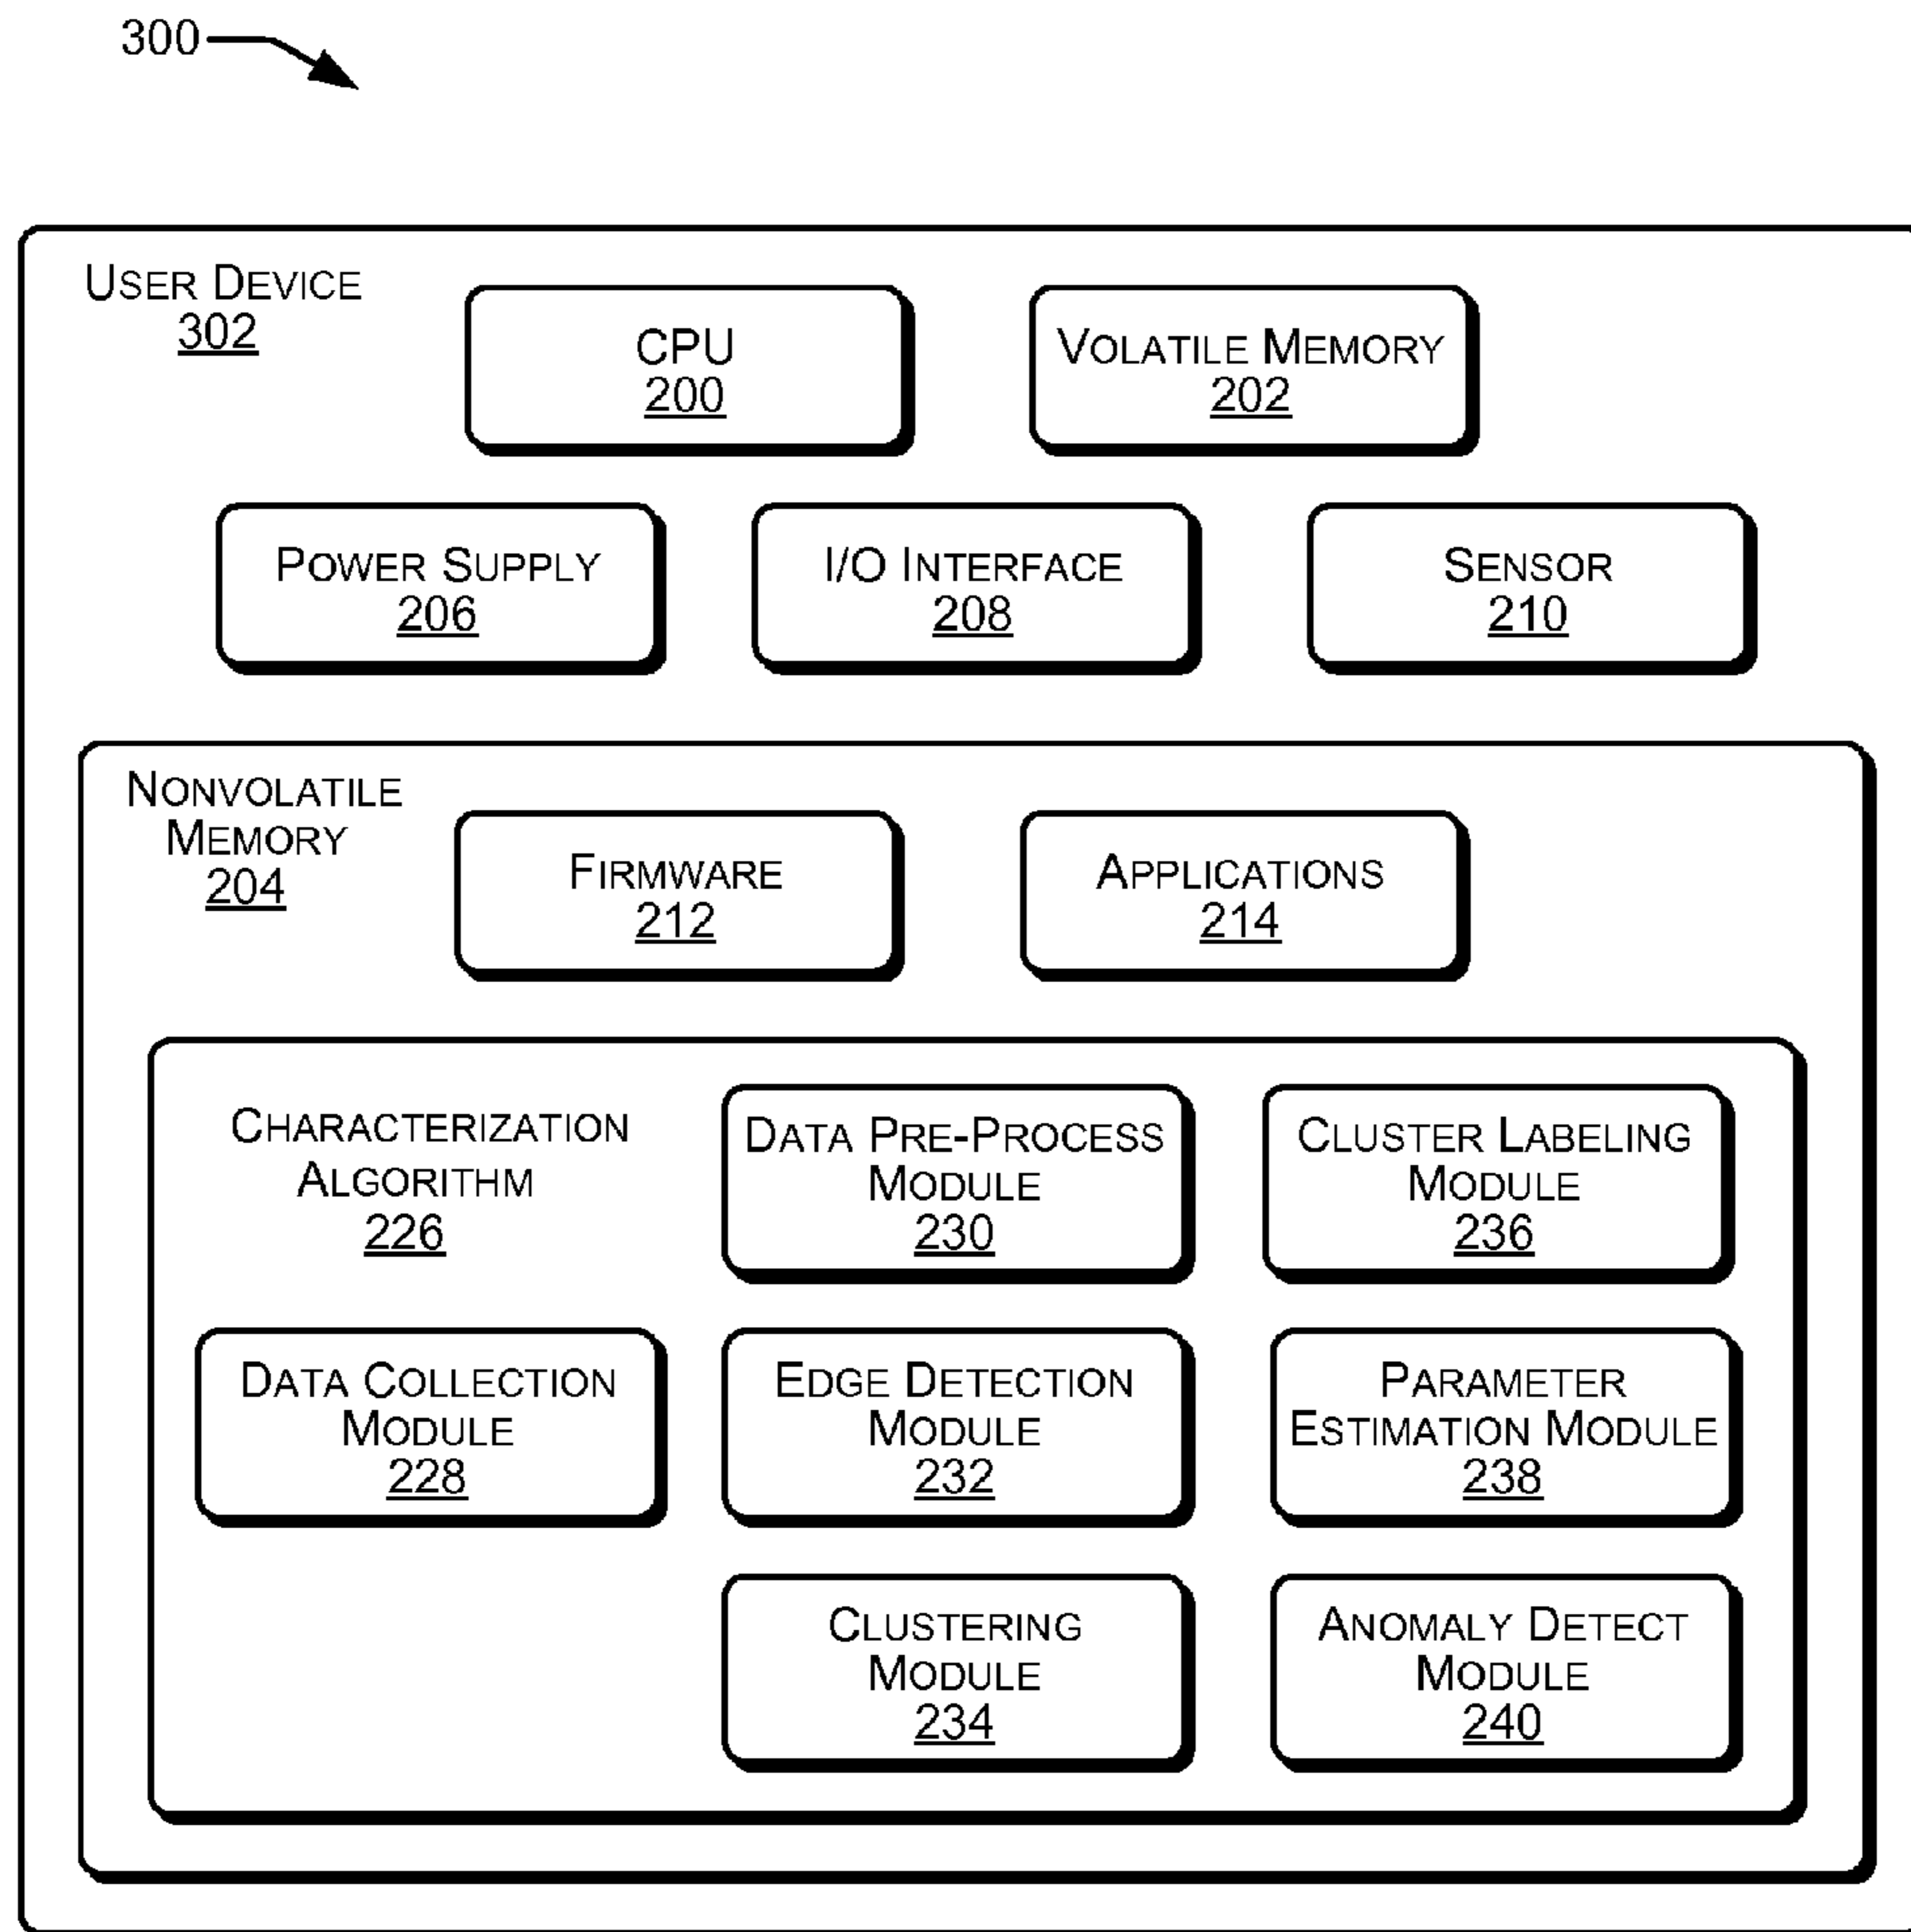 300
USER DEVICE
302
CPU
200
VOLATILE MEMORY
202
POWER SUPPLY
206
I/O INTERFACE
208
SENSOR
210
NONVOLATILE
MEMORY
204
FIRMWARE
212
APPLICATIONS
214
CHARACTERIZATION
ALGORITHM
226
DATA PRE-PROCESS
MODULE
230
CLUSTER LABELING
MODULE
236
DATA COLLECTION
MODULE
228
EDGE DETECTION
MODULE
232
PARAMETER
ESTIMATION MODULE
238
CLUSTERING
MODULE
234
ANOMALY DETECT
MODULE
240